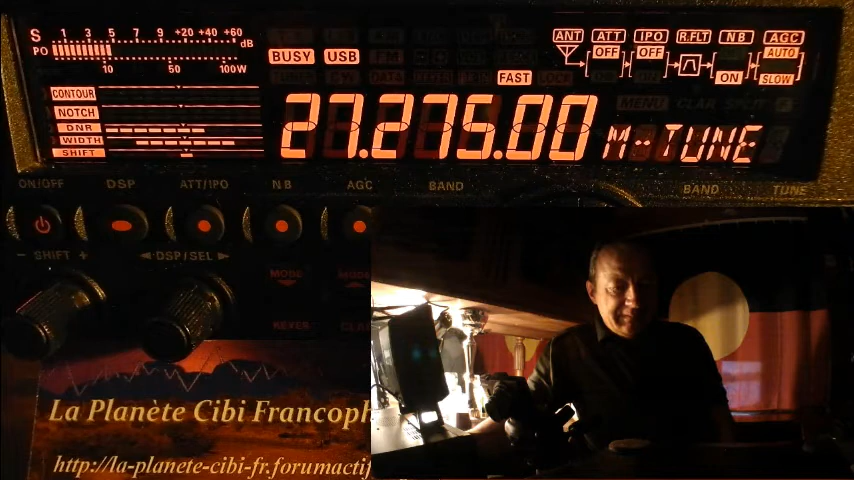 S 1 3 5 7 9 +20 +40 +60 dB
PO 10 50 100W
BUSY USB
FAST
ANT ATT IPO R.FLT NB AGC
OFF OFF AUTO
ON SLOW
CONTOUR
NOTCH
DNR
WIDTH
SHIFT
27.275.00 M-TUNE
MENU CLAR SPLIT
ON/OFF DSP ATT/IPO NB AGC BAND BAND TUNE
- SHIFT + DSP/SEL MODE
La Planète Cibi Francoph
http://la-planete-cibi-fr.forumactif